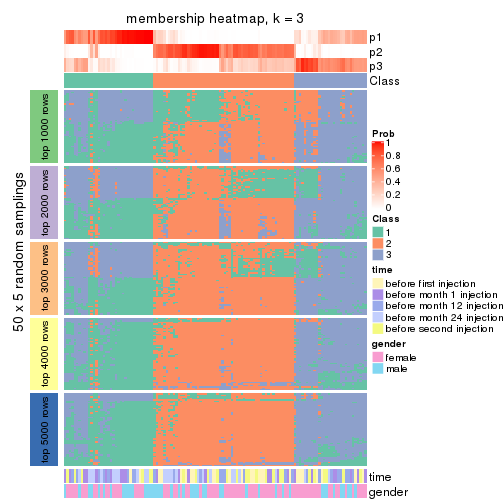 membership heatmap, k = 3
p1
p2
p3
Class
50 x 5 random samplings
top 1000 rows
top 2000 rows
top 3000 rows
top 4000 rows
top 5000 rows
time
gender
Prob
1
0.8
0.6
0.4
0.2
0
Class
1
2
3
time
before first injection
before month 1 injection
before month 12 injection
before month 24 injection
before second injection
gender
female
male